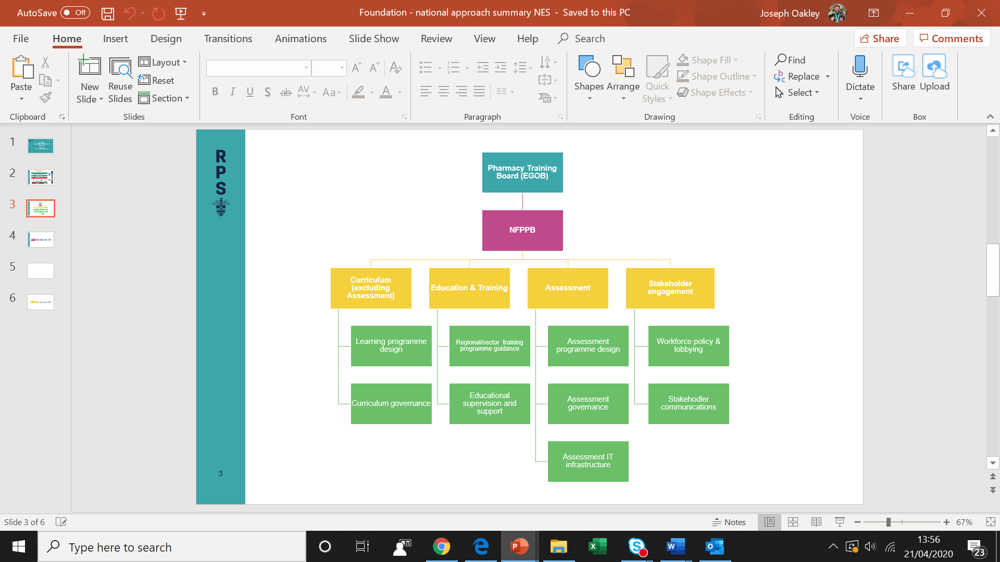 AutoSave Off
Foundation - national approach summary NES - Saved to this PC
Joseph Oakley
File Home Insert Design Transitions Animations Slide Show Review View Help Search
Share Comments
Paste
New Slide
Reuse Slides
Layout
Reset
Section
B I U S ab AV Aa A
Shapes Arrange Quick Styles
Shape Fill
Shape Outline
Shape Effects
Find
Replace
Select
Dictate
Share Upload
Clipboard Slides Font Paragraph Drawing Editing Voice Box
1
2
3
4
5
6
R
P
S
3
Pharmacy Training
Board (EGOB)
NFPPB
Curriculum
(excluding
Assessment)
Education & Training
Assessment
Stakeholder
engagement
Learning programme
design
Regional/sector training
programme guidance
Assessment
programme design
Workforce policy &
lobbying
Curriculum governance
Educational
supervision and
support
Assessment
governance
Stakehodler
communications
Assessment IT
infrastructure
Slide 3 of 6
Notes
67%
Type here to search
13:56
21/04/2020
23